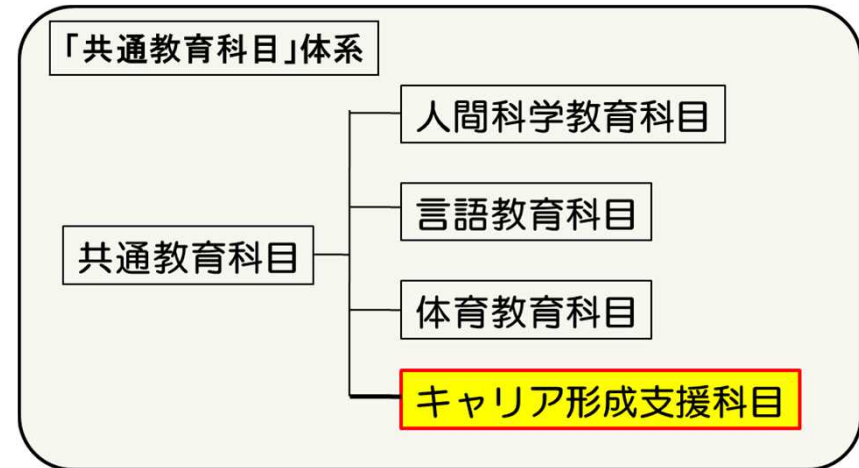 「共通教育科目」体系
人間科学教育科目
言語教育科目
共通教育科目
体育教育科目
キャリア形成支援科目